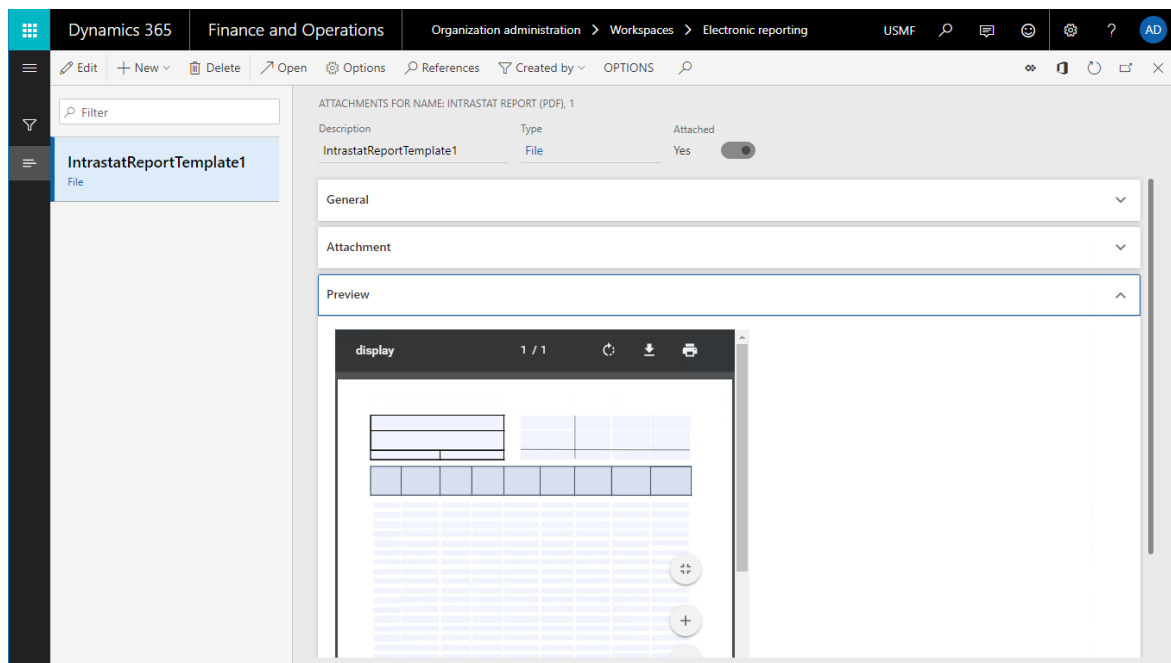 Dynamics 365 Finance and Operations Organization administration > Workspaces > Electronic reporting USMF ? AD
Edit + New Delete Open Options References Created by OPTIONS
Filter
IntrastatReportTemplate1
File
ATTACHMENTS FOR NAME: INTRASTAT REPORT (PDF), 1
Description Type Attached
IntrastatReportTemplate1 File Yes
General
Attachment
Preview
display 1 / 1